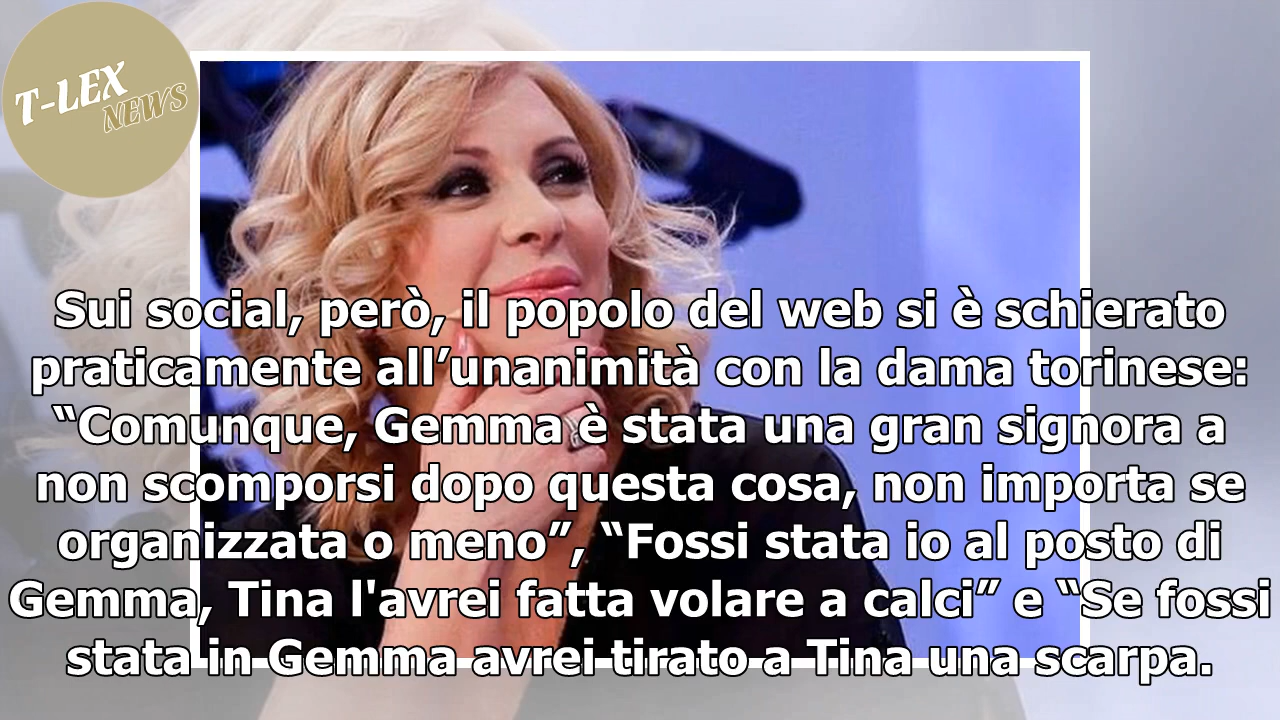 T-LEX
NEWS
Sui social, però, il popolo del web si è schierato
praticamente all’unanimità con la dama torinese:
“Comunque, Gemma è stata una gran signora a
non scomporsi dopo questa cosa, non importa se
organizzata o meno”, “Fossi stata io al posto di
Gemma, Tina l'avrei fatta volare a calci” e “Se fossi
stata in Gemma avrei tirato a Tina una scarpa.